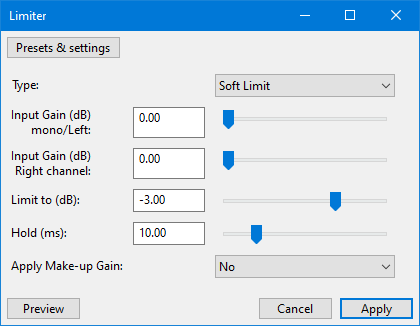 Limiter
Presets & settings
Type: Soft Limit
Input Gain (dB)
mono/Left: 0.00
Input Gain (dB)
Right channel: 0.00
Limit to (dB): -3.00
Hold (ms): 10.00
Apply Make-up Gain: No
Preview Cancel Apply